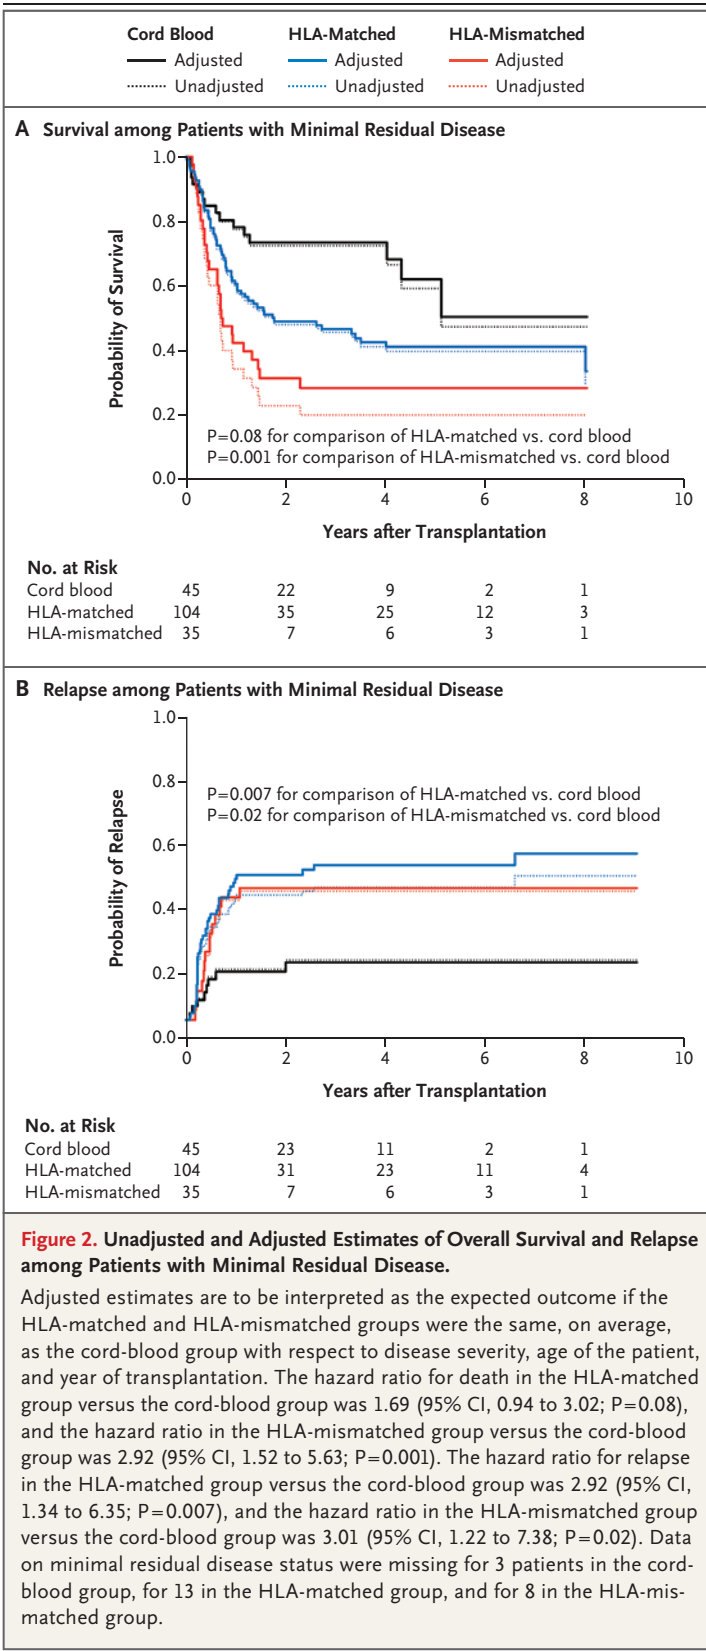 Cord Blood HLA-Matched HLA-Mismatched
Adjusted Adjusted Adjusted
Unadjusted Unadjusted Unadjusted
A Survival among Patients with Minimal Residual Disease
1.0
0.8
0.6
0.4
0.2
0.0
Probability of Survival
P=0.08 for comparison of HLA-matched vs. cord blood
P=0.001 for comparison of HLA-mismatched vs. cord blood
0 2 4 6 8 10
Years after Transplantation
No. at Risk
Cord blood 45 22 9 2 1
HLA-matched 104 35 25 12 3
HLA-mismatched 35 7 6 3 1
B Relapse among Patients with Minimal Residual Disease
1.0
0.8
0.6
0.4
0.2
0.0
Probability of Relapse
P=0.007 for comparison of HLA-matched vs. cord blood
P=0.02 for comparison of HLA-mismatched vs. cord blood
0 2 4 6 8 10
Years after Transplantation
No. at Risk
Cord blood 45 23 11 2 1
HLA-matched 104 31 23 11 4
HLA-mismatched 35 7 6 3 1
Figure 2. Unadjusted and Adjusted Estimates of Overall Survival and Relapse
among Patients with Minimal Residual Disease.
Adjusted estimates are to be interpreted as the expected outcome if the
HLA-matched and HLA-mismatched groups were the same, on average,
as the cord-blood group with respect to disease severity, age of the patient,
and year of transplantation. The hazard ratio for death in the HLA-matched
group versus the cord-blood group was 1.69 (95% CI, 0.94 to 3.02; P=0.08),
and the hazard ratio in the HLA-mismatched group versus the cord-blood
group was 2.92 (95% CI, 1.52 to 5.63; P=0.001). The hazard ratio for relapse
in the HLA-matched group versus the cord-blood group was 2.92 (95% CI,
1.34 to 6.35; P=0.007), and the hazard ratio in the HLA-mismatched group
versus the cord-blood group was 3.01 (95% CI, 1.22 to 7.38; P=0.02). Data
on minimal residual disease status were missing for 3 patients in the cord-
blood group, for 13 in the HLA-matched group, and for 8 in the HLA-mis-
matched group.